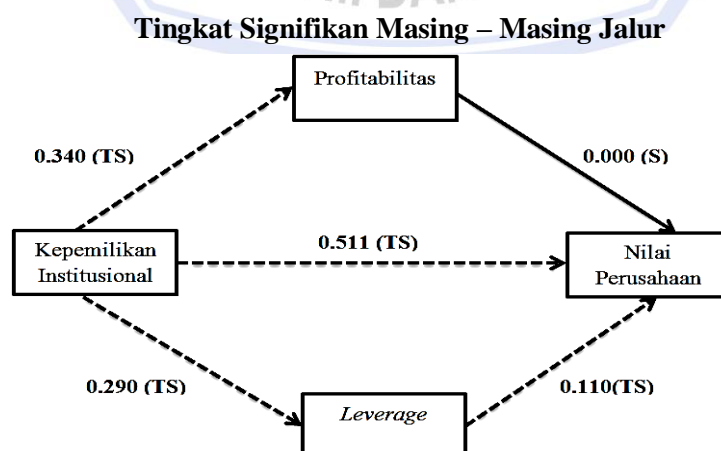 Tingkat Signifikan Masing – Masing Jalur
Profitabilitas
0.340 (TS)
0.000 (S)
Kepemilikan
Institusional
0.511 (TS)
Nilai
Perusahaan
0.290 (TS)
0.110(TS)
Leverage